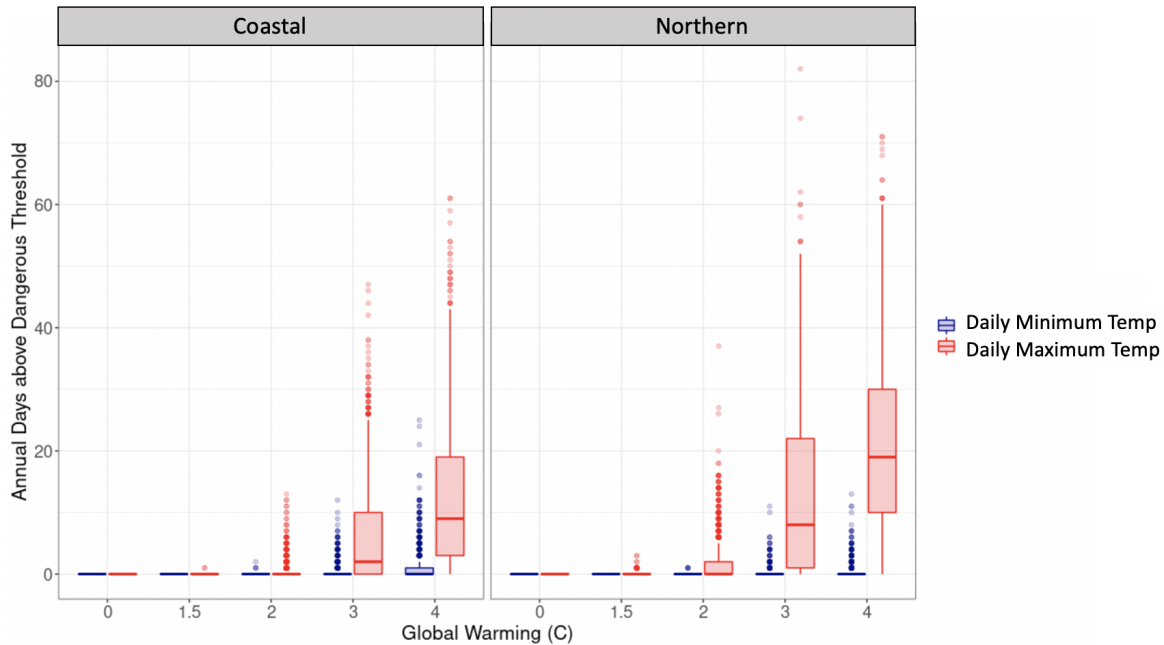 Coastal
Northern
Annual Days above Dangerous Threshold
80
60
40
20
0
0 1.5 2 3 4
0 1.5 2 3 4
Global Warming (C)
Daily Minimum Temp
Daily Maximum Temp